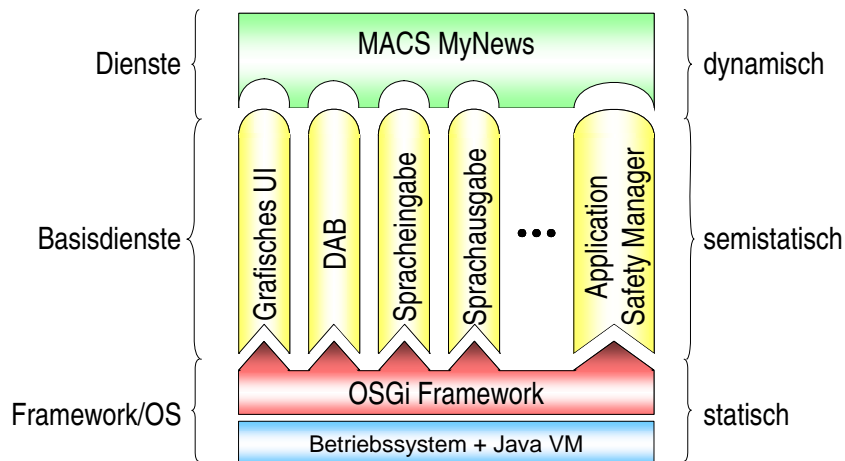 MACS MyNews
Dienste
dynamisch
Grafisches UI
DAB
Spracheingabe
Sprachausgabe
...
Application
Safety Manager
Basisdienste
semistatisch
OSGi Framework
Framework/OS
statisch
Betriebssystem + Java VM